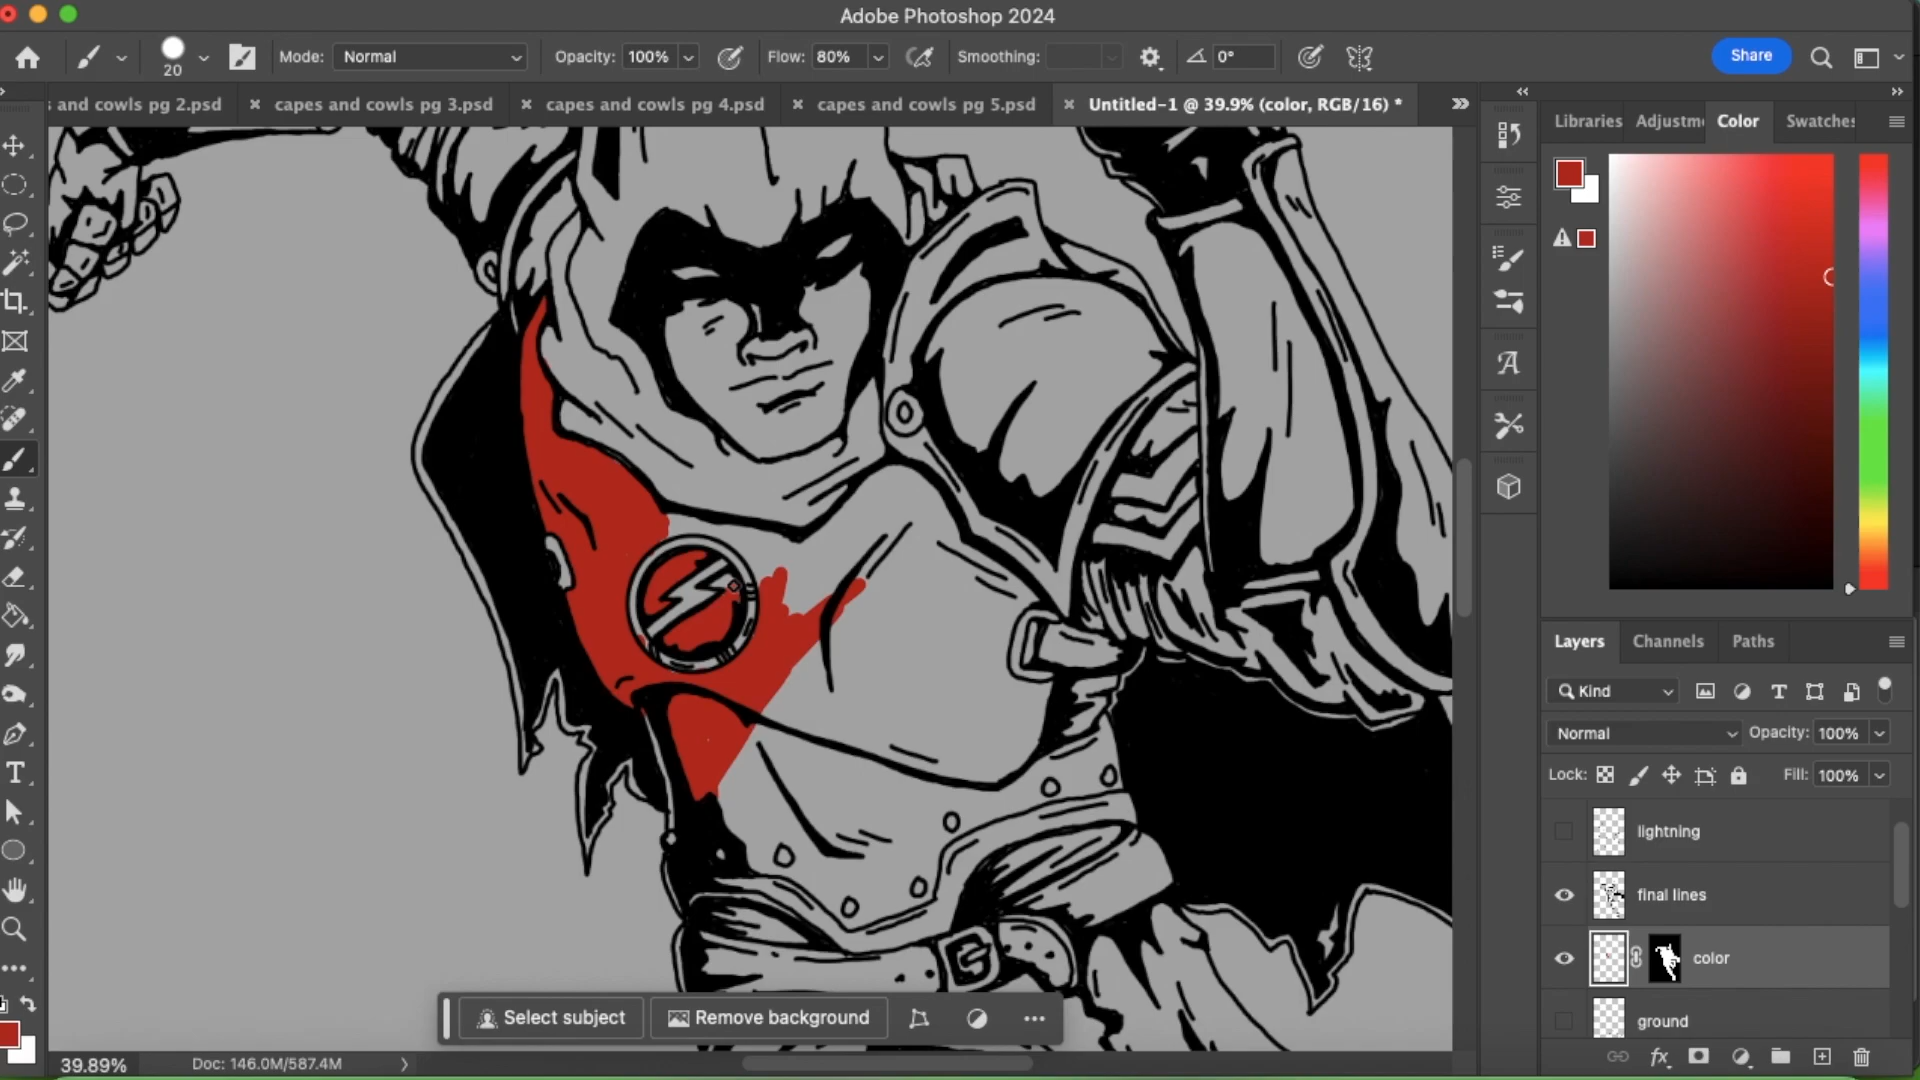 Adobe Photoshop 2024
20
Mode: Normal
Opacity: 100%
Flow: 80%
Smoothing:
0°
Share
s and cowls pg 2.psd
capes and cowls pg 3.psd
capes and cowls pg 4.psd
capes and cowls pg 5.psd
Untitled-1 @ 39.9% (color, RGB/16) *
Libraries
Adjustm
Color
Swatches
Layers
Channels
Paths
Kind
Normal
Opacity: 100%
Lock:
Fill: 100%
lightning
final lines
color
ground
Select subject
Remove background
39.89%
Doc: 146.0M/587.4M